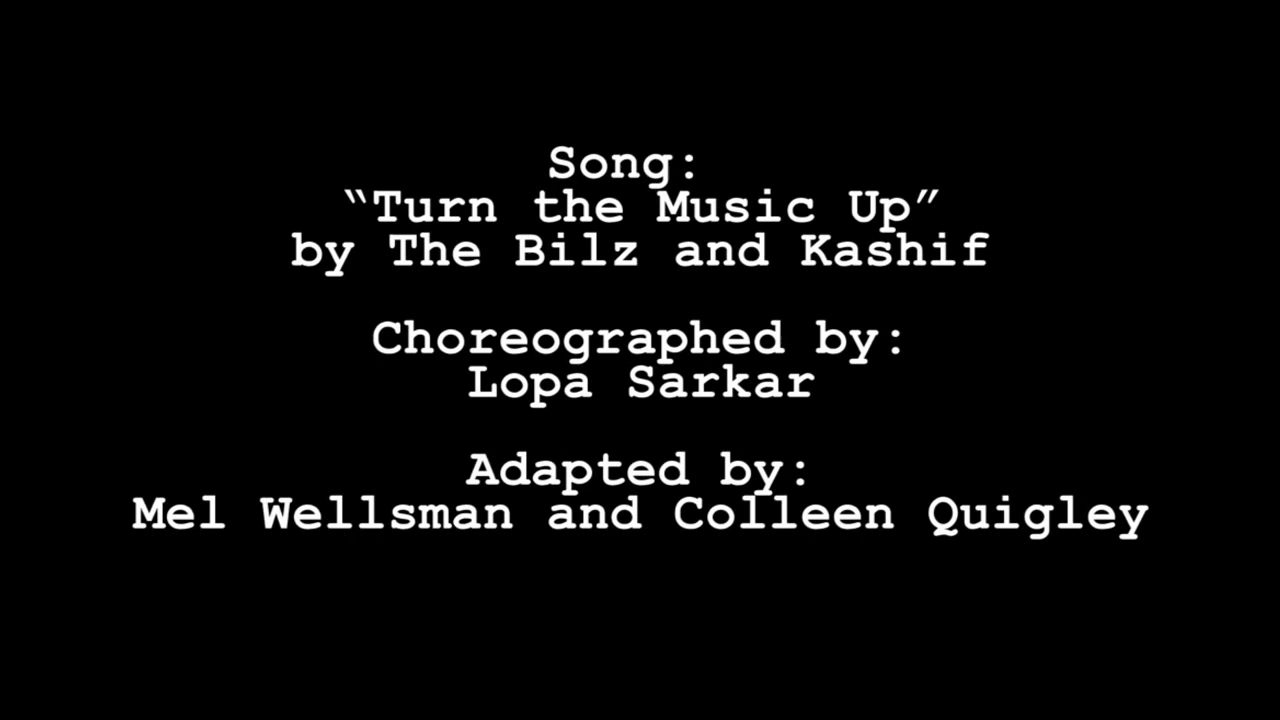 Song:
“Turn the Music Up”
by The Bilz and Kashif
Choreographed by:
Lopa Sarkar
Adapted by:
Mel Wellsman and Colleen Quigley